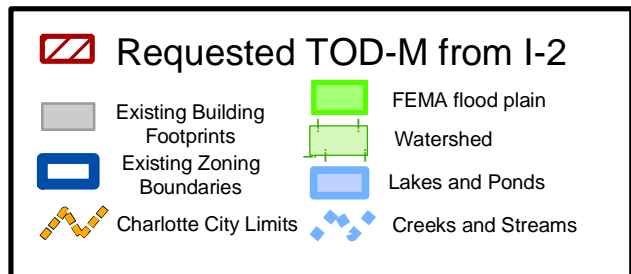 Requested TOD-M from I-2
Existing Building
Footprints
Existing Zoning
Boundaries
Charlotte City Limits
FEMA flood plain
Watershed
Lakes and Ponds
Creeks and Streams